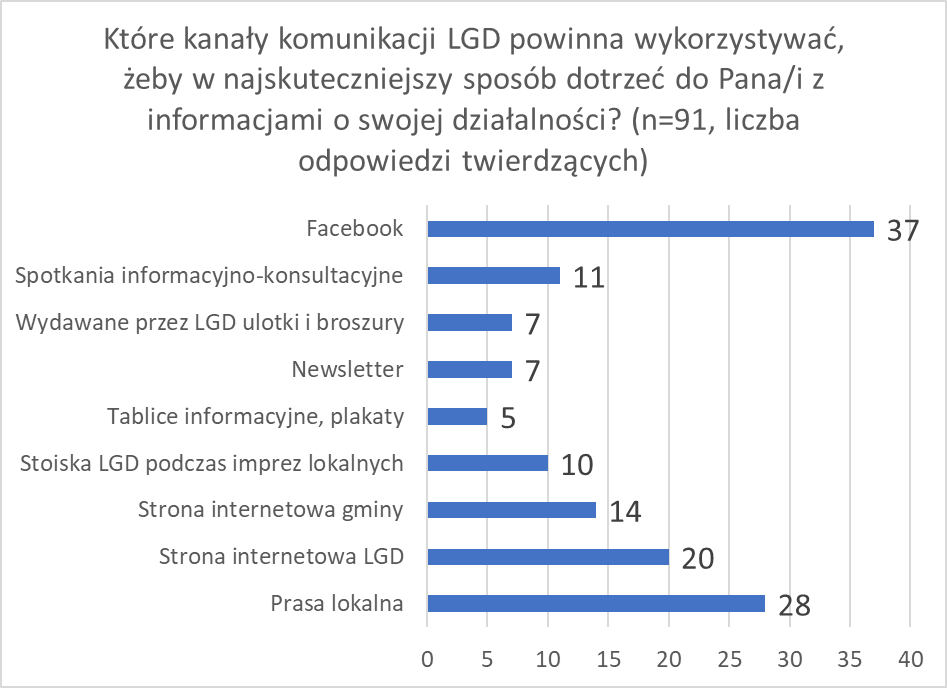 Które kanały komunikacji LGD powinna wykorzystywać,
żeby w najskuteczniejszy sposób dotrzeć do Pana/i z
informacjami o swojej działalności? (n=91, liczba
odpowiedzi twierdzących)
Facebook 37
Spotkania informacyjno-konsultacyjne 11
Wydawane przez LGD ulotki i broszury 7
Newsletter 7
Tablice informacyjne, plakaty 5
Stoiska LGD podczas imprez lokalnych 10
Strona internetowa gminy 14
Strona internetowa LGD 20
Prasa lokalna 28
0 5 10 15 20 25 30 35 40